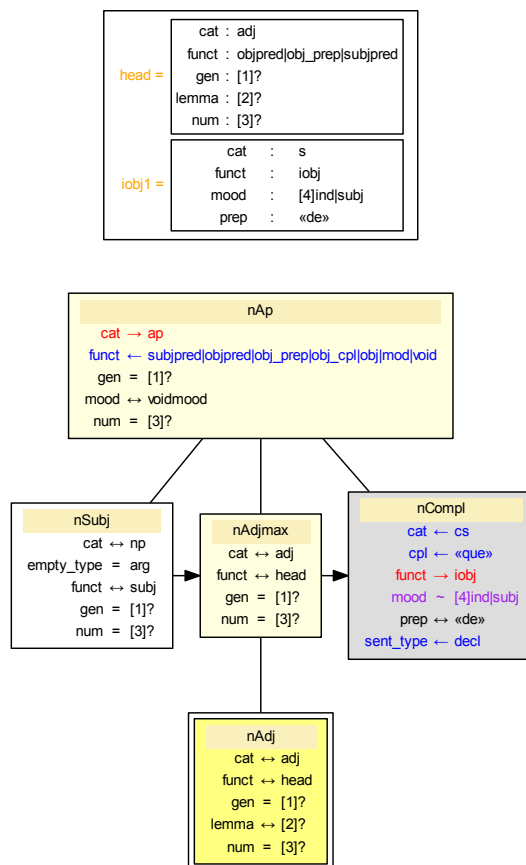 head =
cat : adj
funct : objpred|obj_prep|subjpred
gen : [1]?
lemma : [2]?
num : [3]?
iobj1 =
cat : s
funct : iobj
mood : [4]ind|subj
prep : «de»
nAp
cat → ap
funct ← subjpred|objpred|obj_prep|obj_cpl|obj|mod|void
gen = [1]?
mood ↔ voidmood
num = [3]?
nSubj
cat ↔ np
empty_type = arg
funct ↔ subj
gen = [1]?
num = [3]?
nAdjmax
cat ↔ adj
funct ↔ head
gen = [1]?
num = [3]?
nCompl
cat ← cs
cpl ← «que»
funct → iobj
mood ~ [4]ind|subj
prep ↔ «de»
sent_type ← decl
nAdj
cat ↔ adj
funct ↔ head
gen = [1]?
lemma ↔ [2]?
num = [3]?